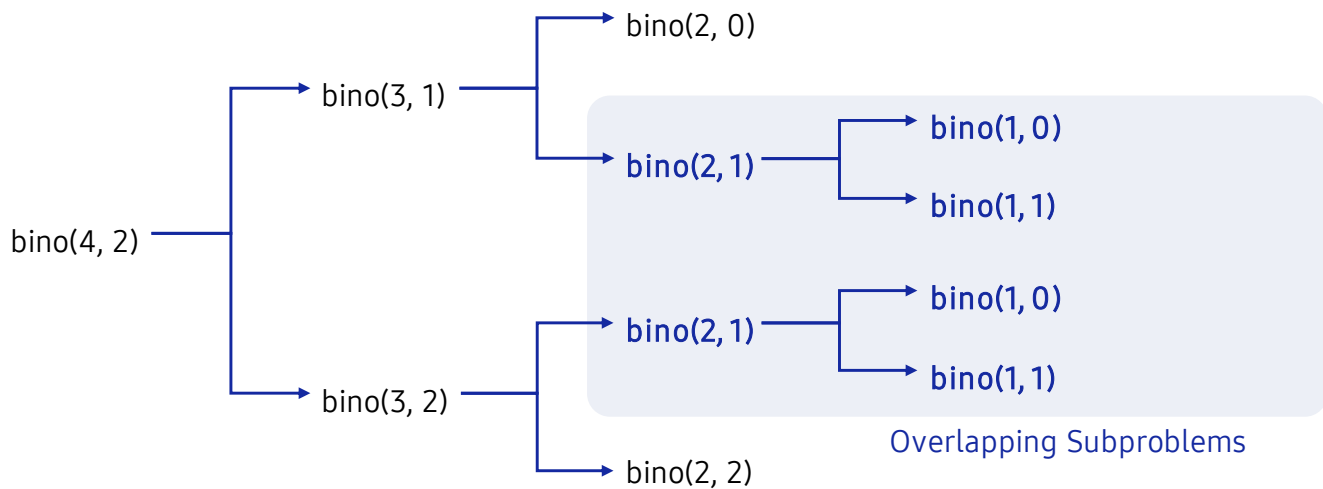 bino(2, 0)
bino(3, 1)
bino(1, 0)
bino(2, 1)
bino(1, 1)
bino(4, 2)
bino(1, 0)
bino(2, 1)
bino(1, 1)
bino(3, 2)
Overlapping Subproblems
bino(2, 2)